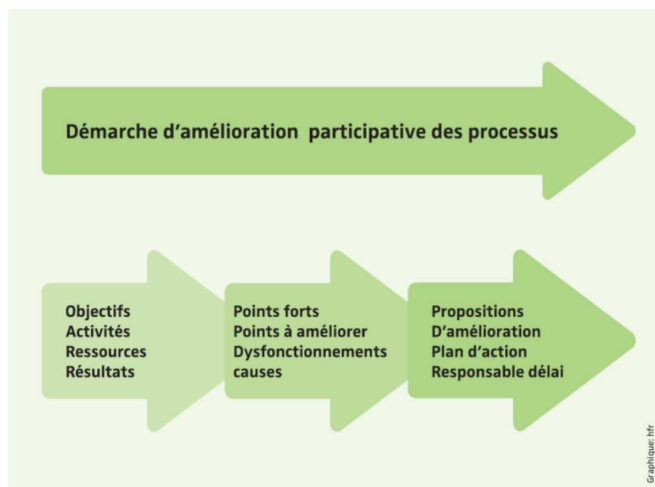 Démarche d'amélioration participative des processus
Objectifs
Activités
Ressources
Résultats
Points forts
Points à améliorer
Dysfonctionnements
causes
Propositions
D'amélioration
Plan d'action
Responsable délai
Graphique: hfr